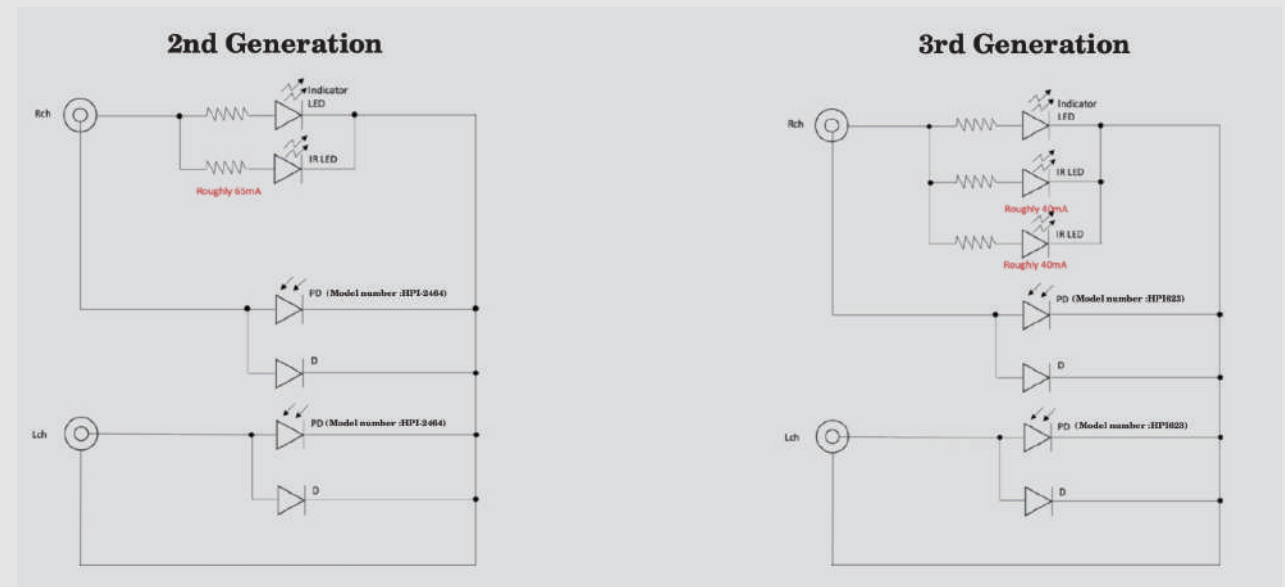 2nd Generation
Rch
Indicator
LED
IR LED
Roughly 65mA
PD (Model number :HPI-2464)
D
Lch
PD (Model number :HPI-2464)
D
3rd Generation
Rch
Indicator
LED
IR LED
Roughly 40mA
IR LED
Roughly 40mA
PD (Model number :HPI623)
D
Lch
PD (Model number :HPI623)
D